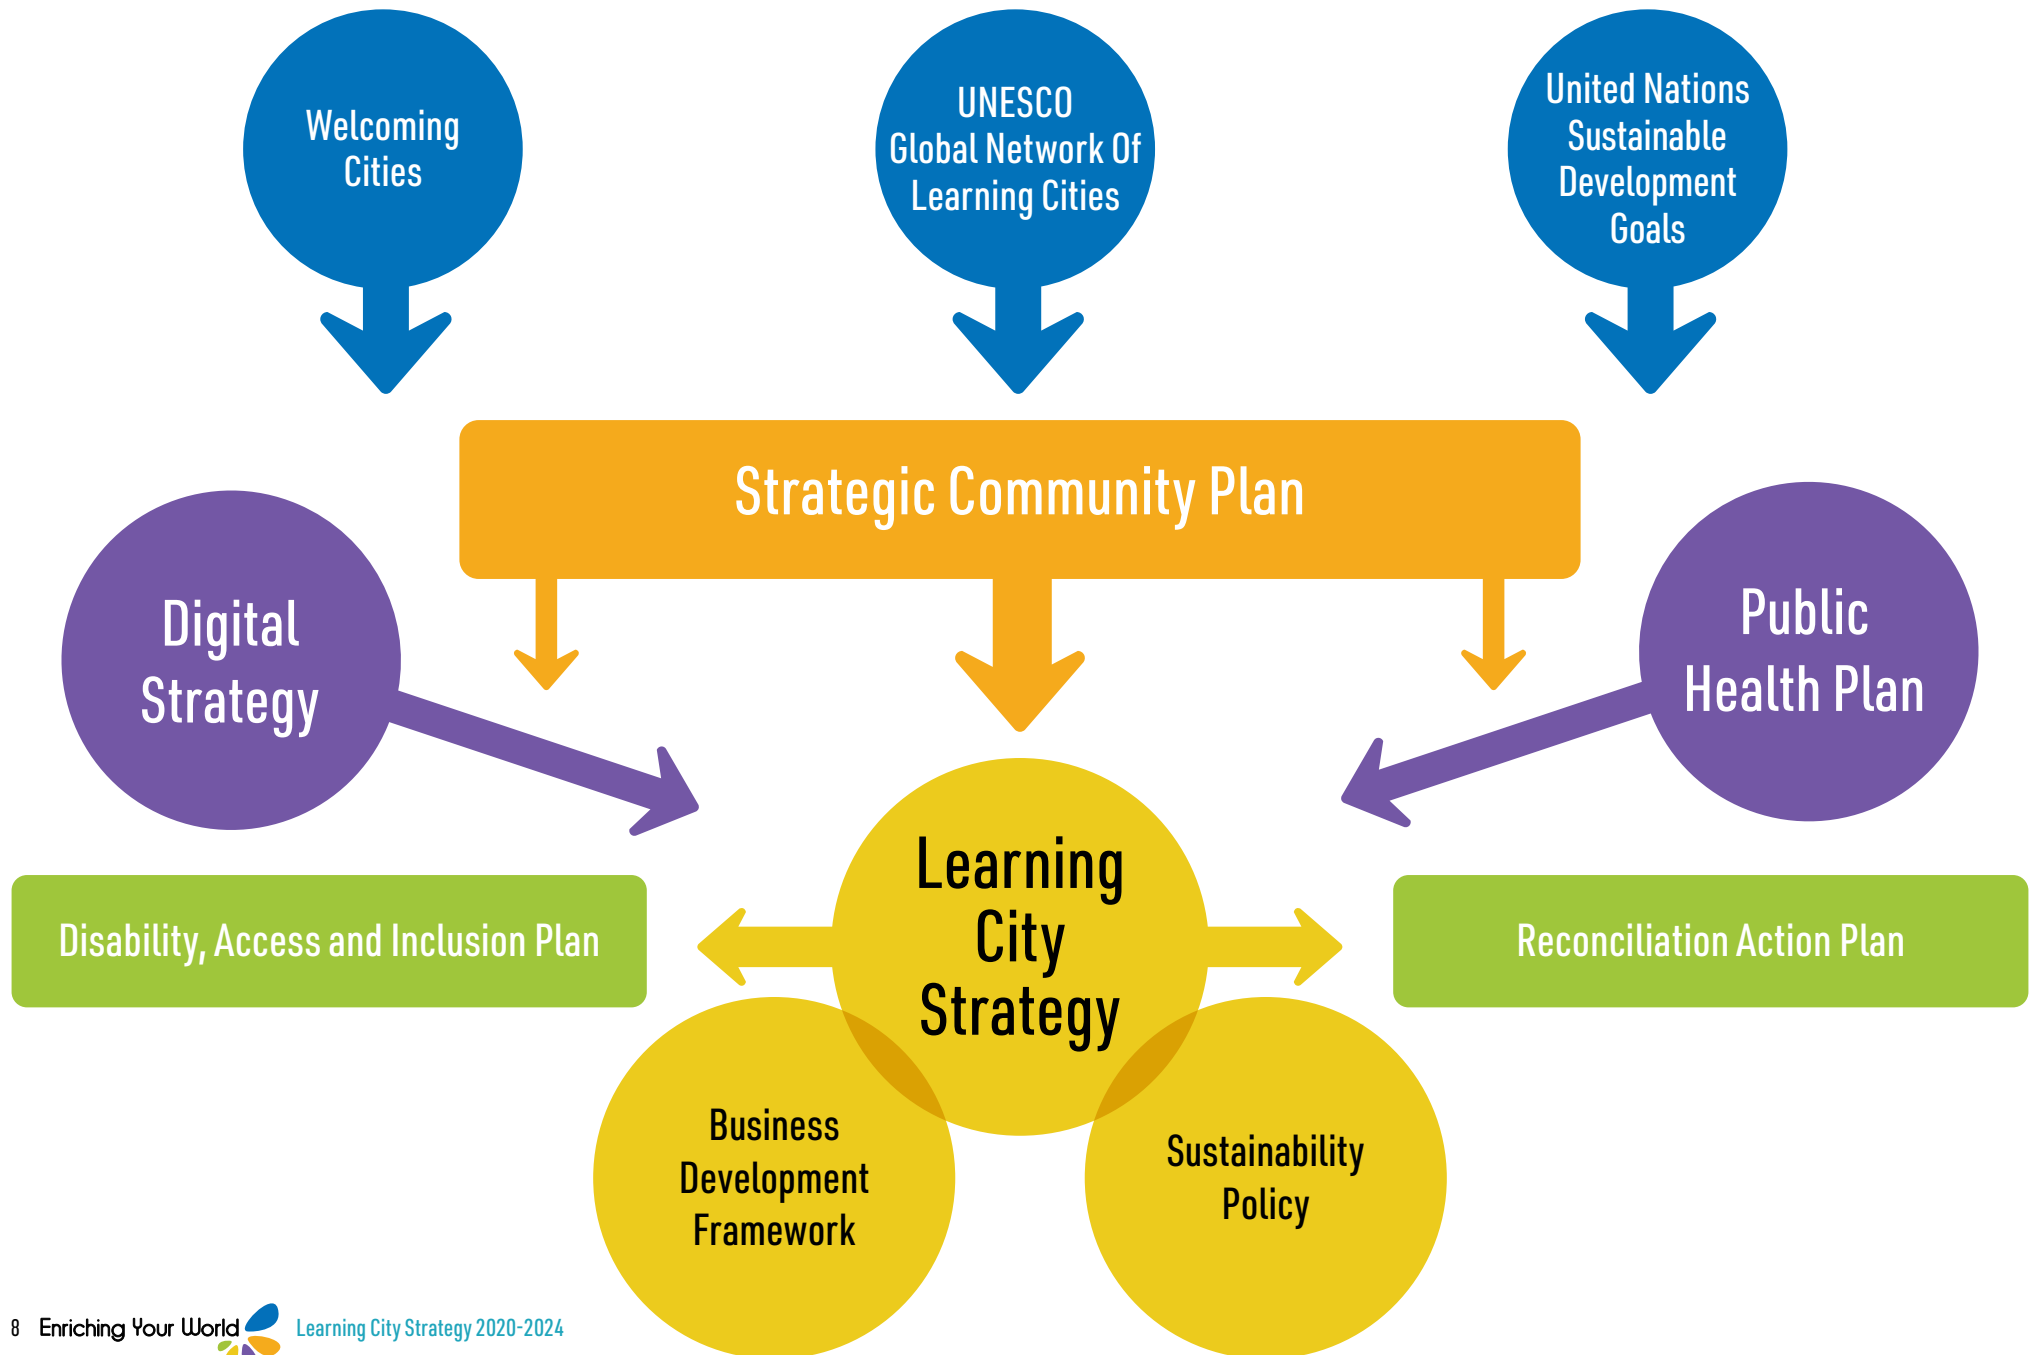 Welcoming
Cities
UNESCO
Global Network Of
Learning Cities
United Nations
Sustainable
Development
Goals
Strategic Community Plan
Digital
Strategy
Public
Health Plan
Learning
City
Strategy
Disability, Access and Inclusion Plan
Reconciliation Action Plan
Business
Development
Framework
Sustainability
Policy
8 Enriching Your World Learning City Strategy 2020-2024